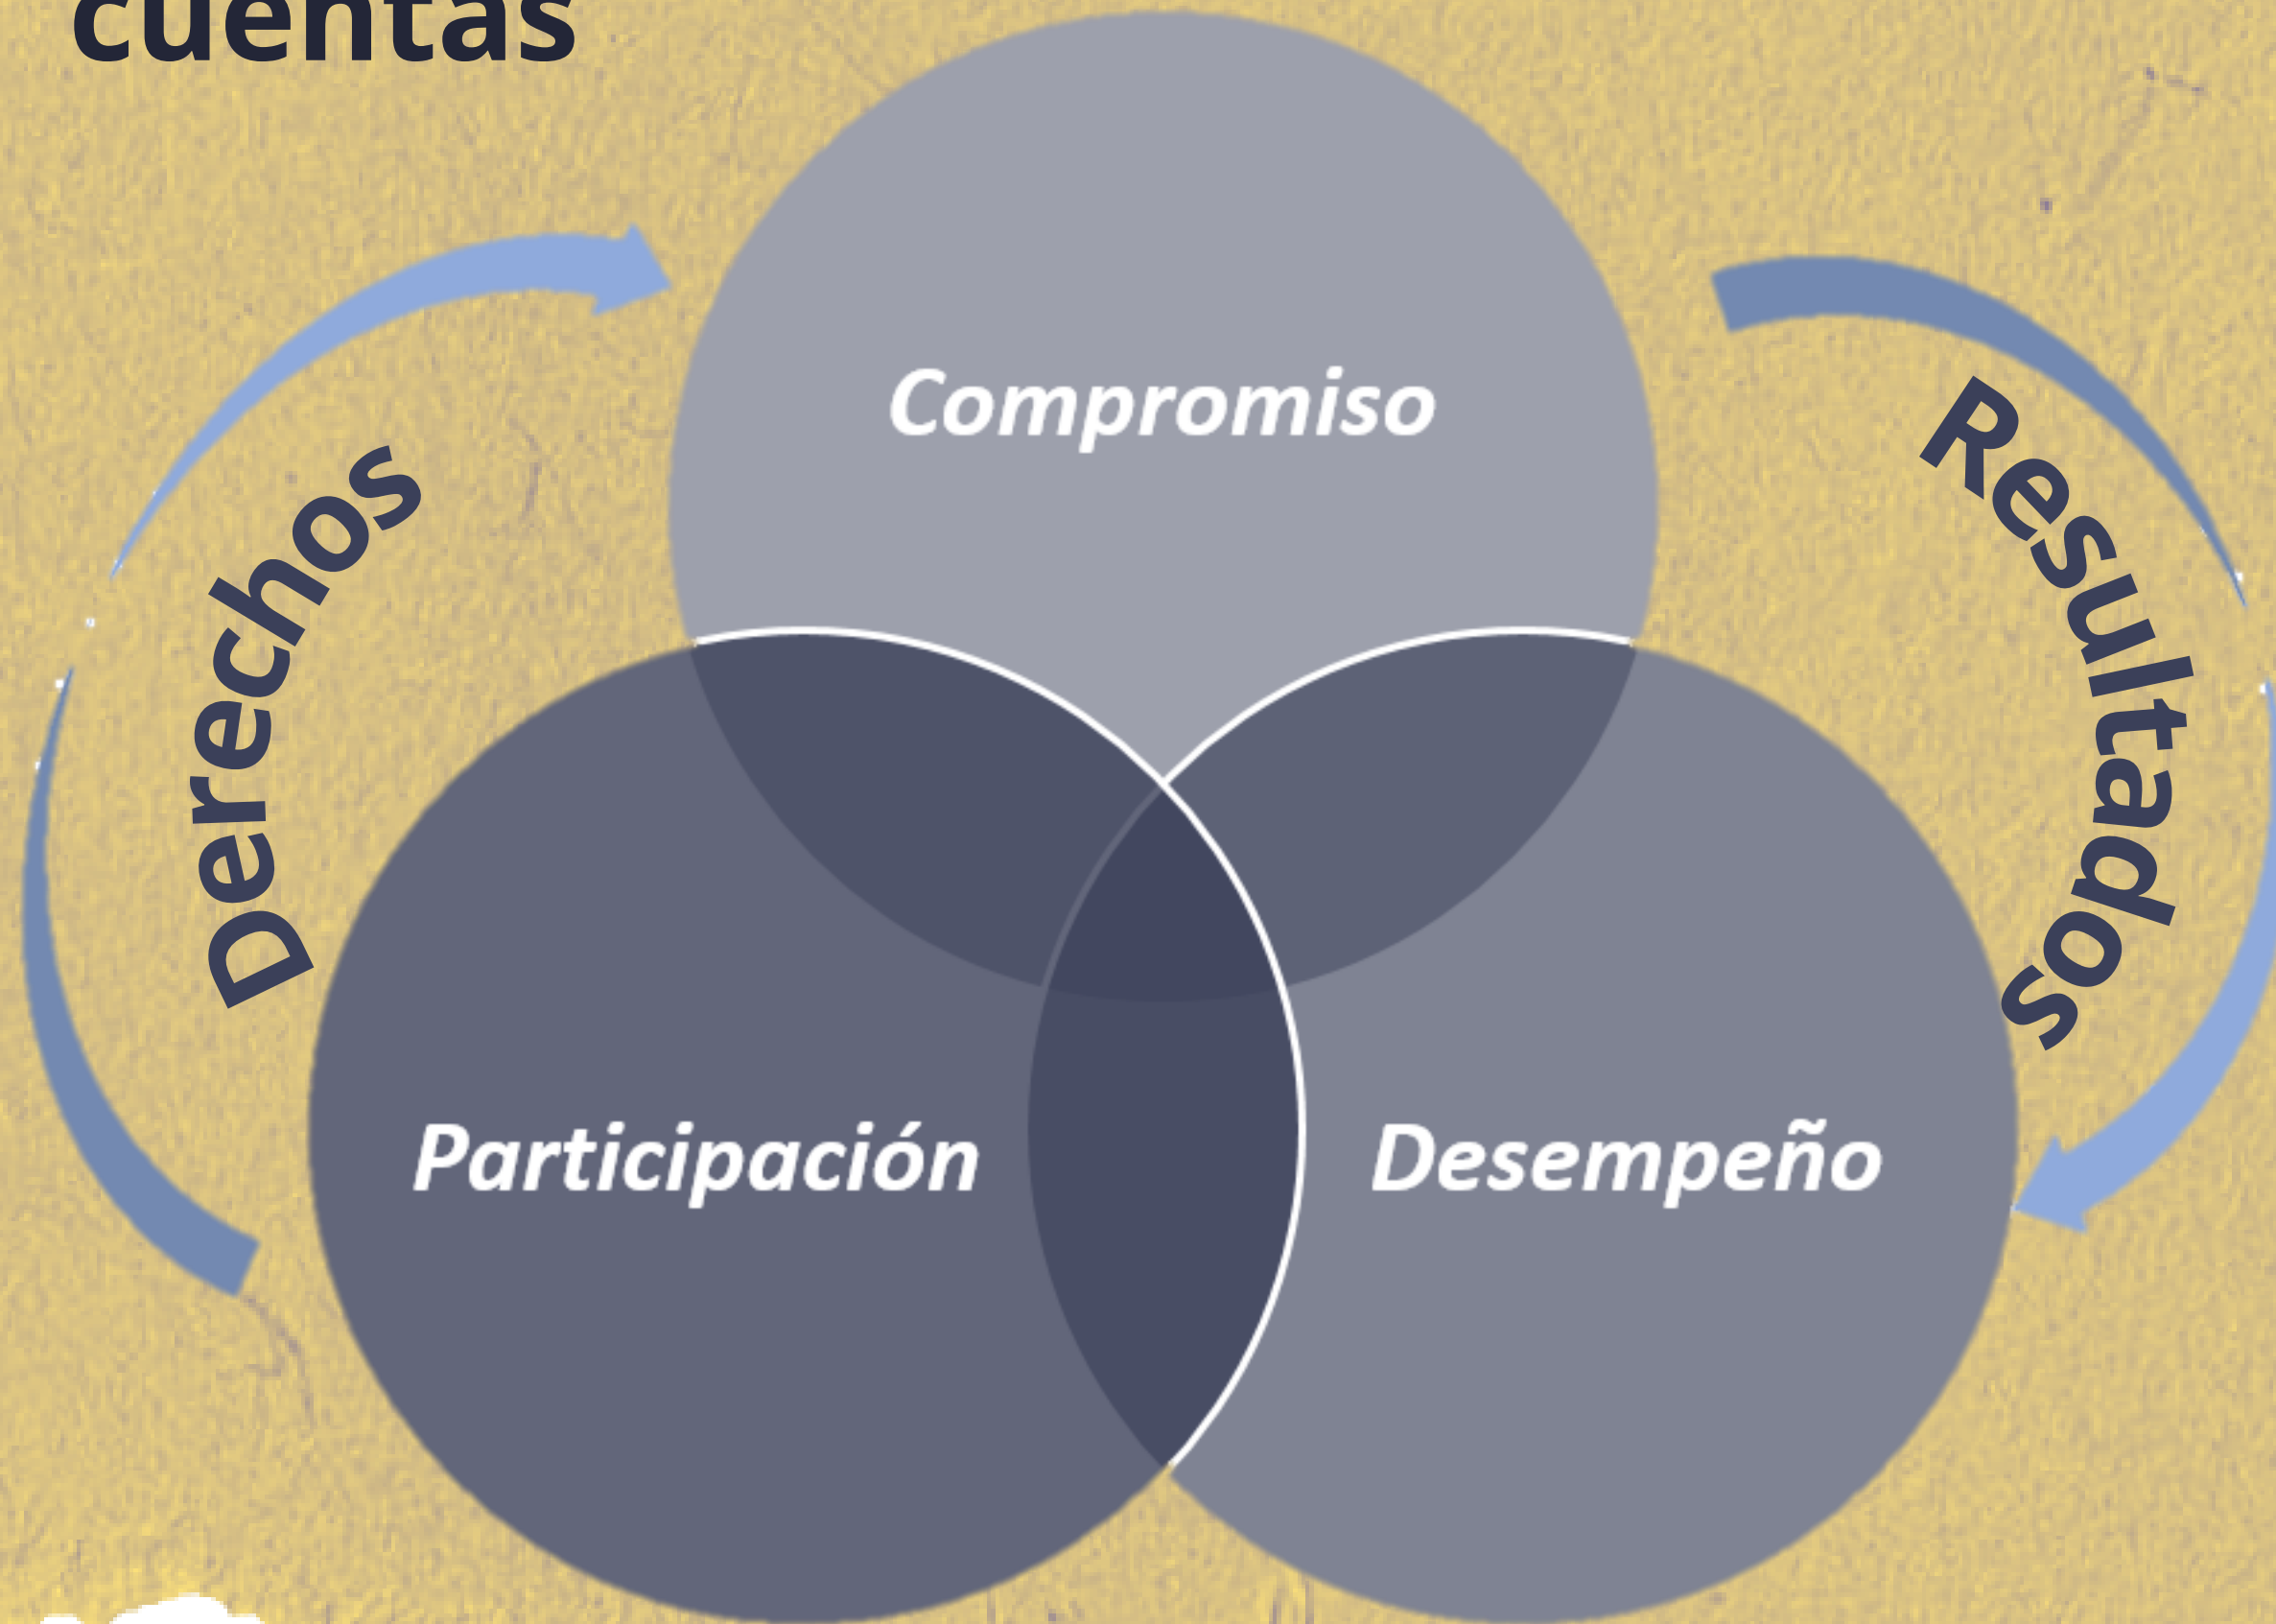 cuentas
Compromiso
Derechos
Resultados
Participación
Desempeño